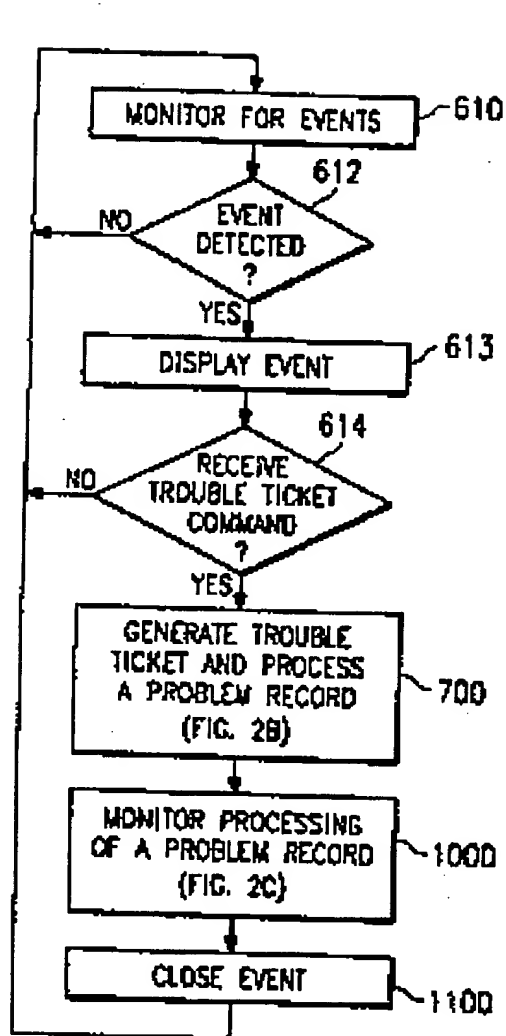 MONITOR FOR EVENTS
610
612
EVENT
DETECTED
?
NO
YES
DISPLAY EVENT
613
614
RECEIVE
TROUBLE TICKET
COMMAND
?
NO
YES
GENERATE TROUBLE
TICKET AND PROCESS
A PROBLEM RECORD
(FIG. 2B)
700
MONITOR PROCESSING
OF A PROBLEM RECORD
(FIG. 2C)
1000
CLOSE EVENT
1100